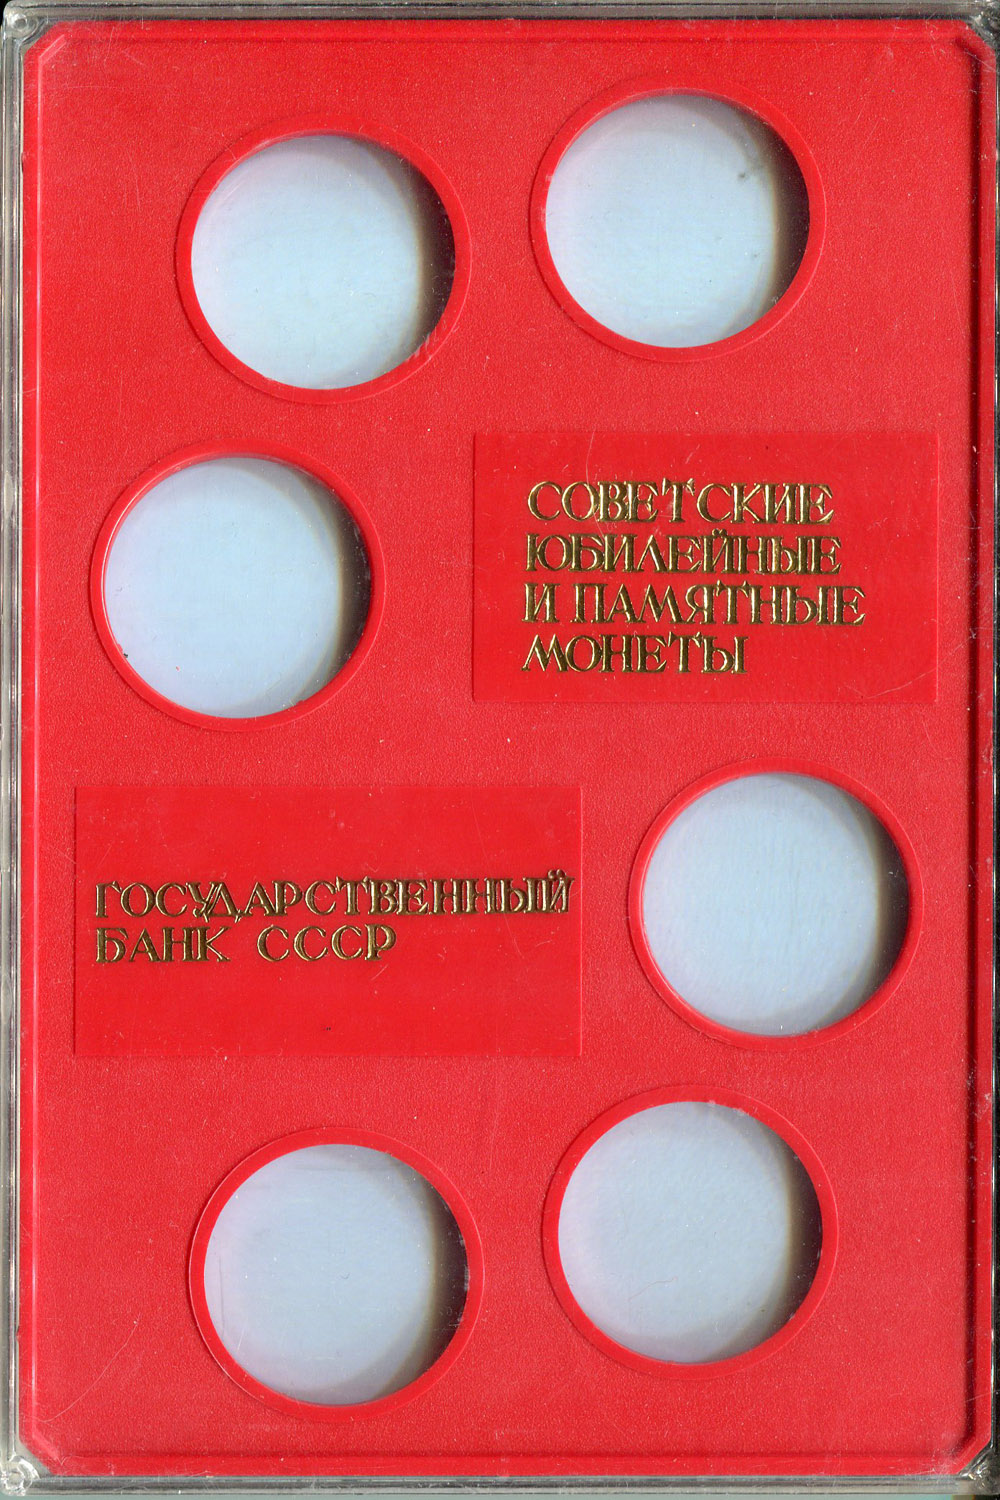 СОВЕТСКИЕ
ЮБИЛЕЙНЫЕ
И ПАМЯТНЫЕ
МОНЕТЫ
ГОСУДАРСТВЕННЫЙ
БАНК СССР